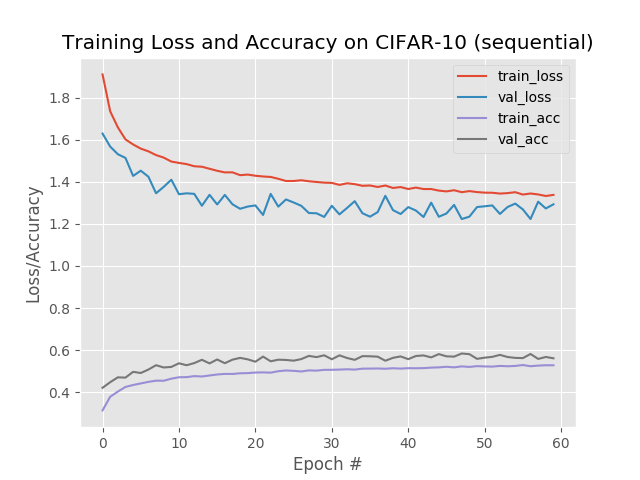 Training Loss and Accuracy on CIFAR-10 (sequential)
train_loss
val_loss
train_acc
val_acc
1.8
1.6
1.4
1.2
1.0
0.8
0.6
0.4
Loss/Accuracy
0 10 20 30 40 50 60
Epoch #